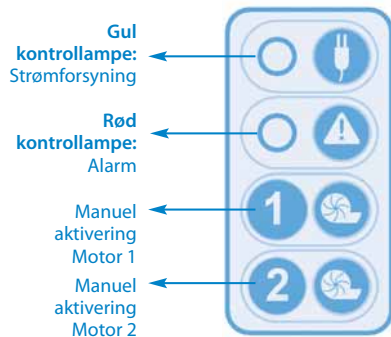 Gul
kontrollampe:
Strømforsyning
Rød
kontrollampe:
Alarm
Manuel
aktivering
Motor 1
1
Manuel
aktivering
Motor 2
2